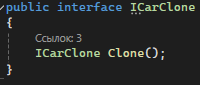 public interface ICarClone
{
Ссылок: 3
ICarClone Clone();
}